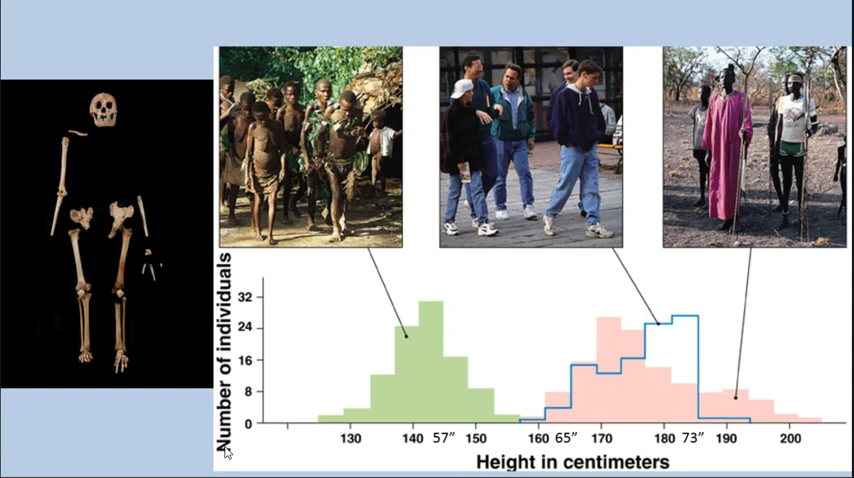 Number of individuals
32
24
16
8
0
130 140 57” 150 160 65” 170 180 73” 190 200
Height in centimeters